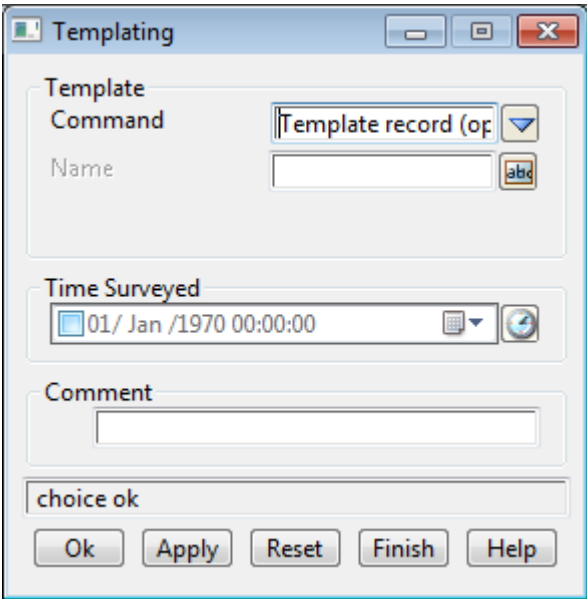 Templating
Template
Command
Template record (op
Name
abc
Time Surveyed
01/ Jan /1970 00:00:00
Comment
choice ok
Ok Apply Reset Finish Help